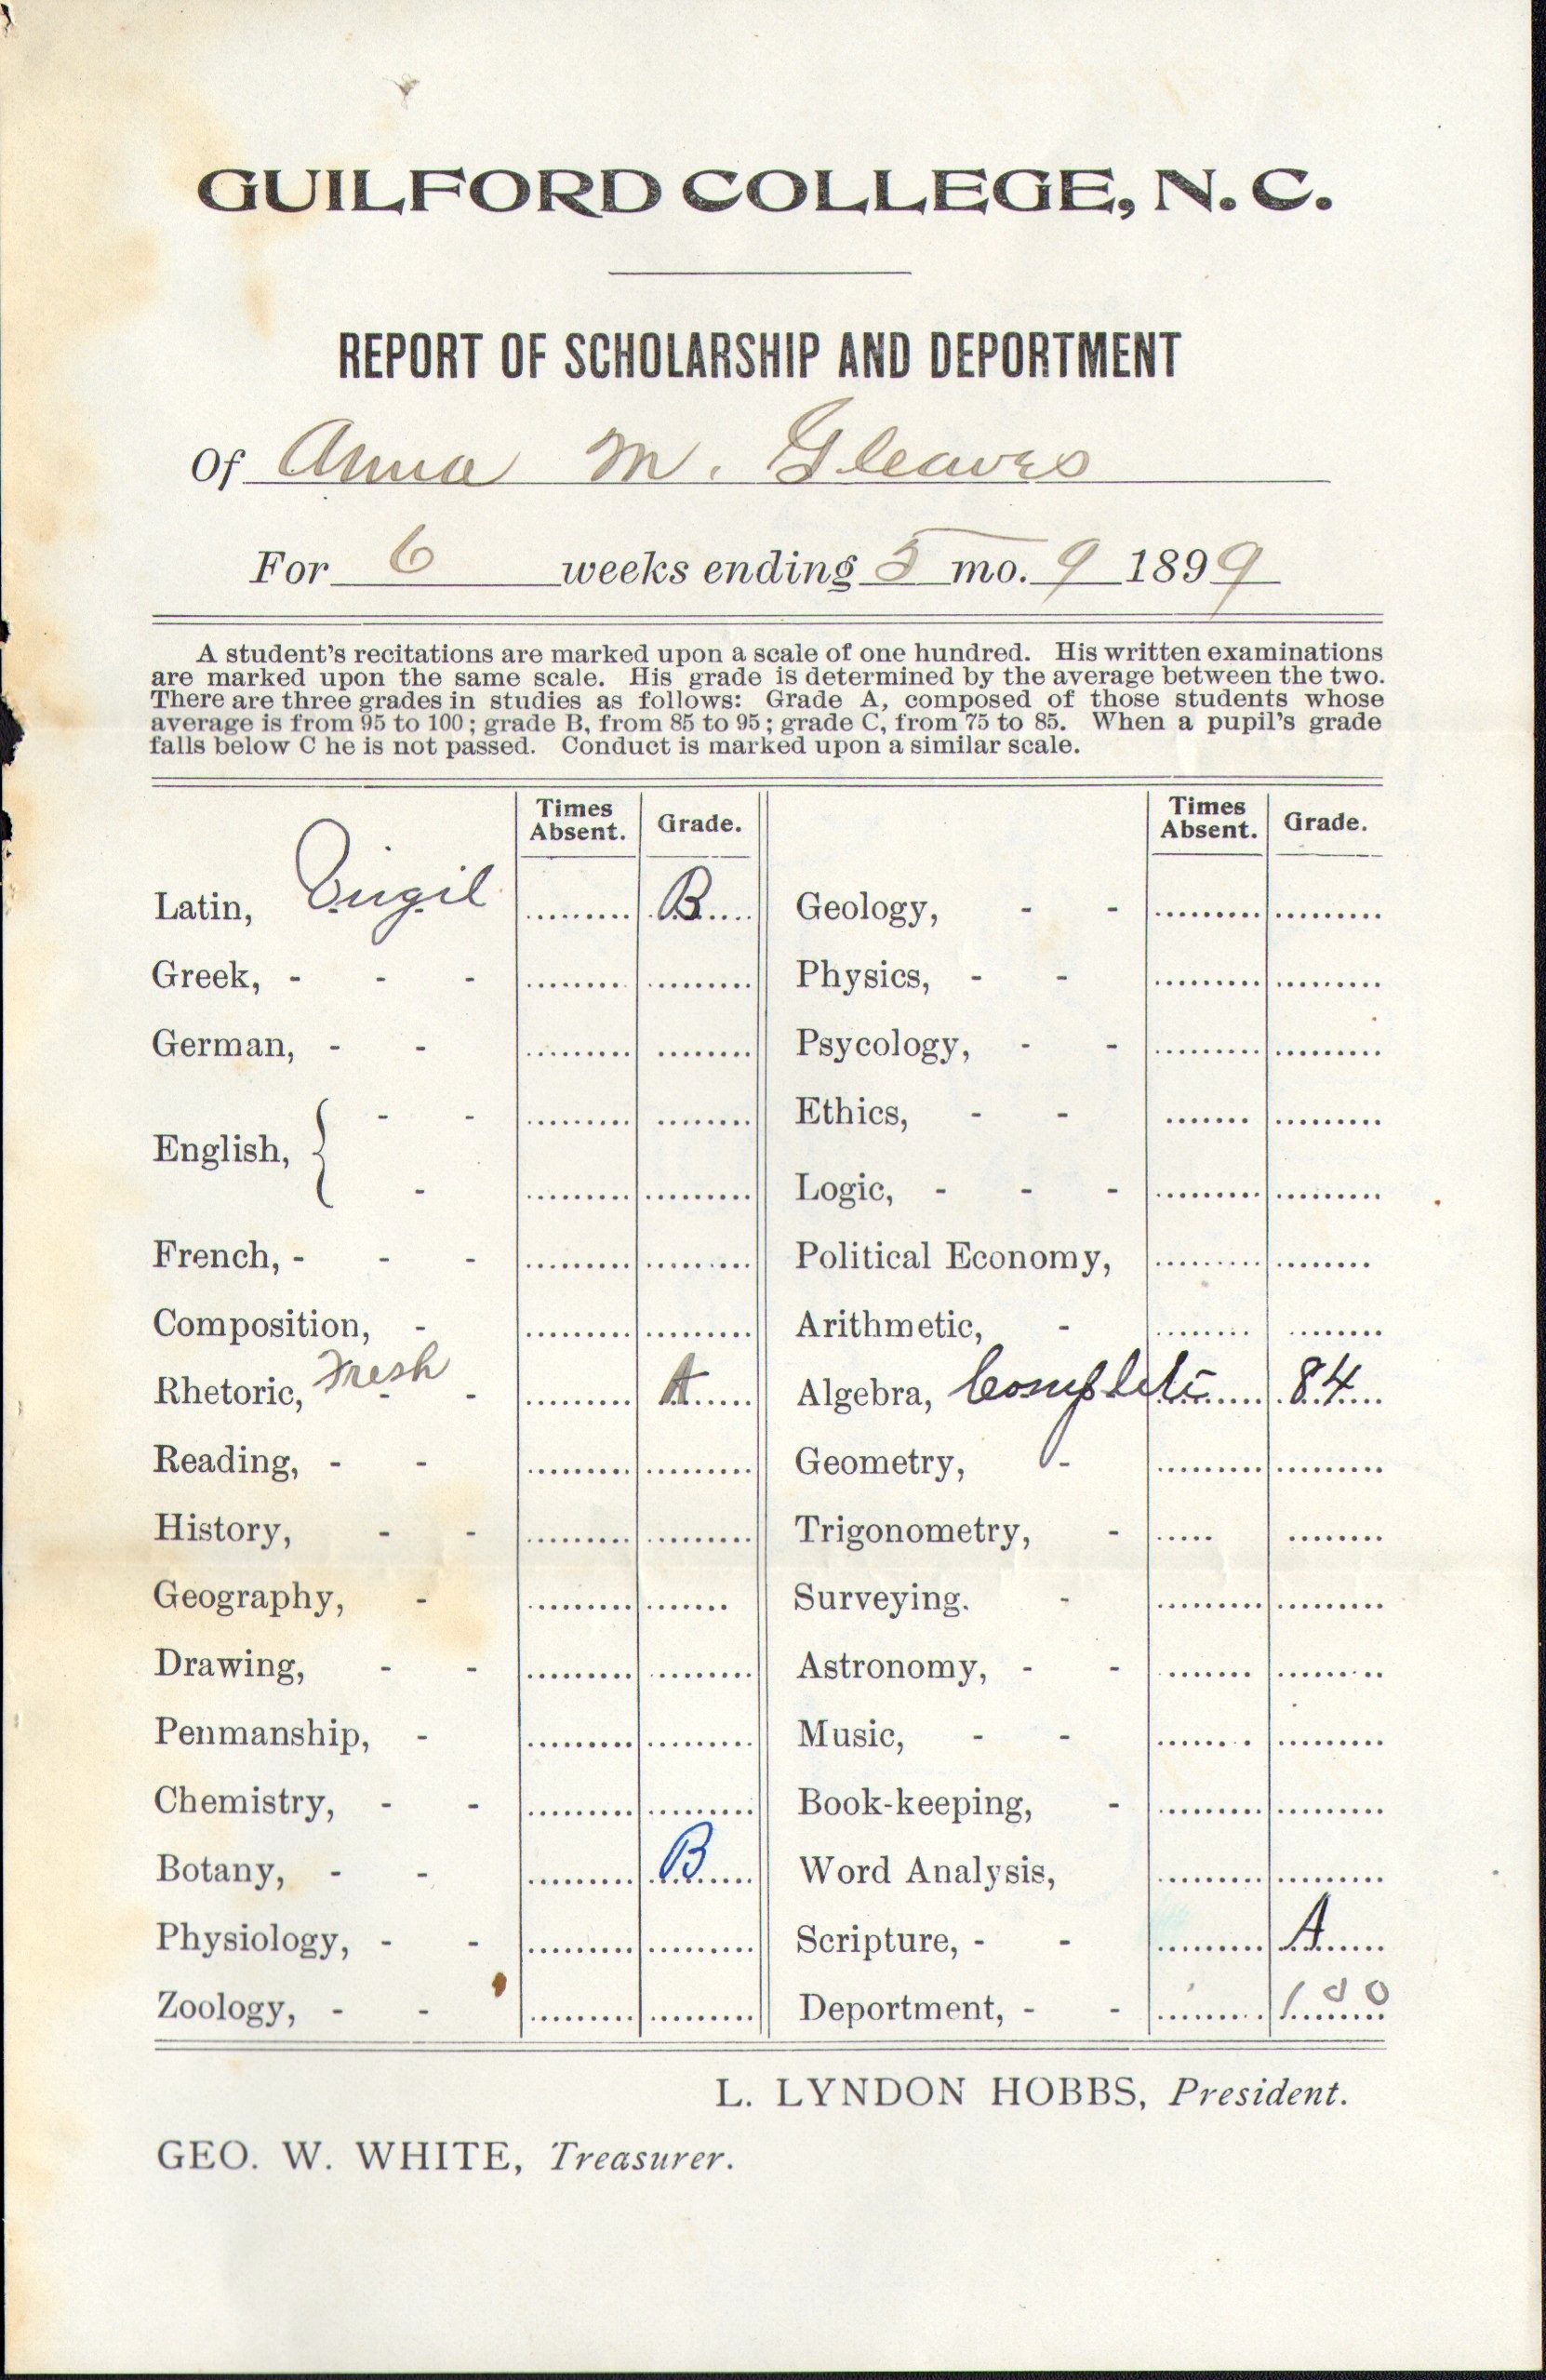 GUILFORD COLLEGE, N. C.
REPORT OF SCHOLARSHIP AND DEPORTMENT
Of Anna M. Gleaves
For 6 weeks ending 5 mo. 9 1899
A student's recitations are marked upon a scale of one hundred. His written examinations
are marked upon the same scale. His grade is determined by the average between the two.
There are three grades in studies as follows: Grade A, composed of those students whose
average is from 95 to 100; grade B, from 85 to 95; grade C, from 75 to 85. When a pupil's grade
falls below C he is not passed. Conduct is marked upon a similar scale.
Times Absent. Grade. Times Absent. Grade.
Latin, Virgil B Geology, - -
Greek, - - - Physics, - -
German, - - Psycology, - -
English, { - - Ethics, - -
- Logic, - - -
French, - - - Political Economy,
Composition, - Arithmetic, -
Rhetoric, Fresh - - A Algebra, Complete 84
Reading, - - Geometry, -
History, - - Trigonometry, -
Geography, - Surveying. -
Drawing, - - Astronomy, - -
Penmanship, - Music, - -
Chemistry, - - Book-keeping, -
Botany, - - B Word Analysis,
Physiology, - - Scripture, - - A
Zoology, - - Deportment, - - 100
L. LYNDON HOBBS, President.
GEO. W. WHITE, Treasurer.